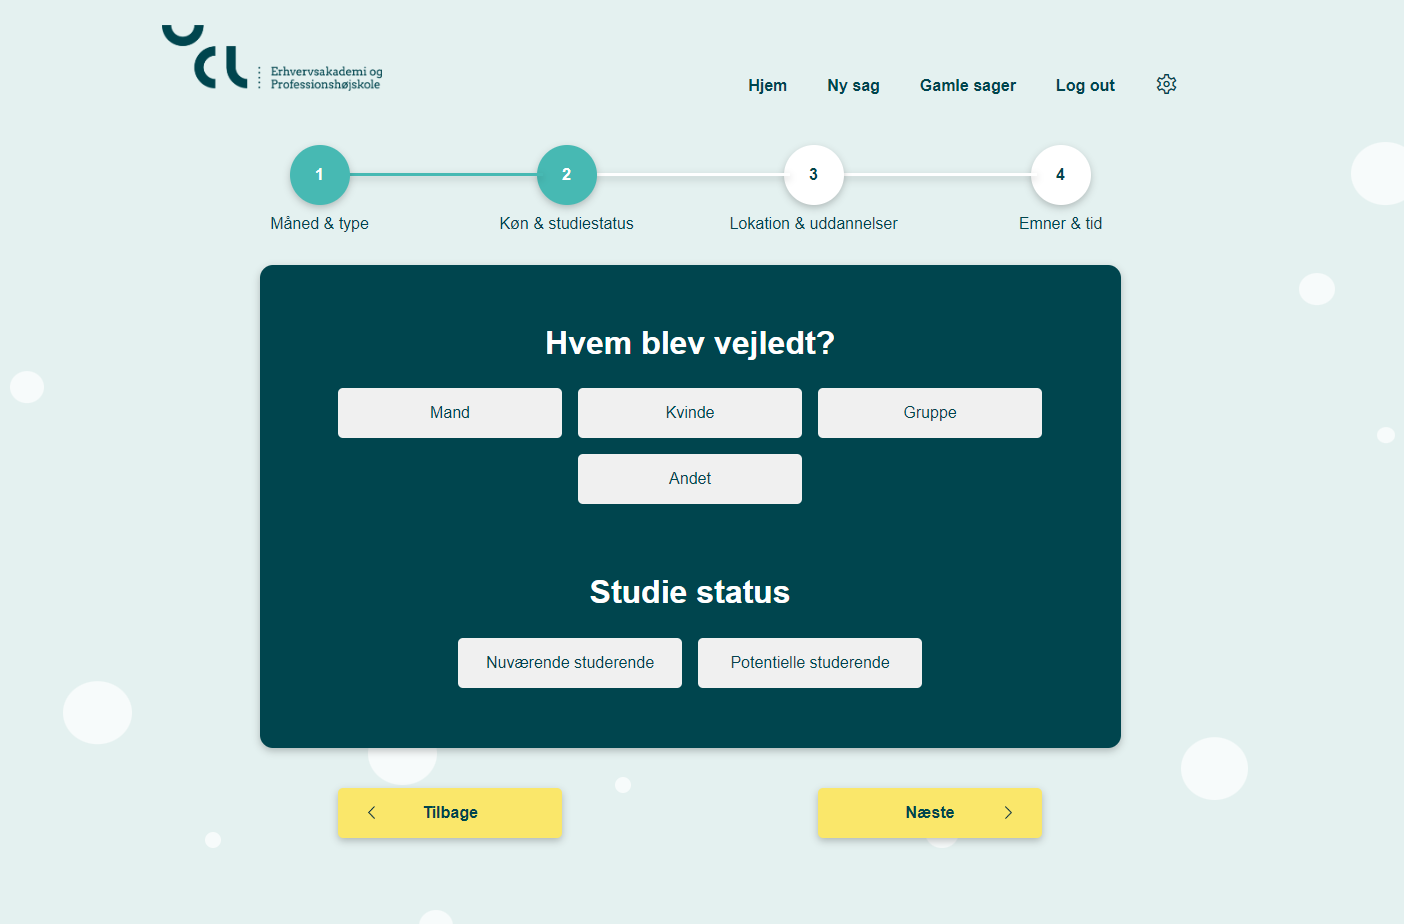 UCL
Erhvervsakademi og
Professionshøjskole
Hjem
Ny sag
Gamle sager
Log out
1
2
3
4
Måned & type
Køn & studiestatus
Lokation & uddannelser
Emner & tid
Hvem blev vejledt?
Mand
Kvinde
Gruppe
Andet
Studie status
Nuværende studerende
Potentielle studerende
Tilbage
Næste